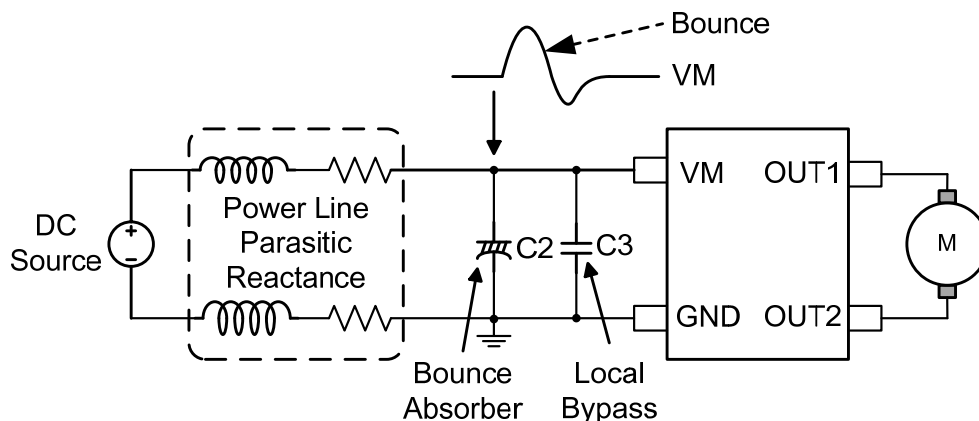 Bounce
VM
DC
Source
+
−
Power Line
Parasitic
Reactance
C2
C3
VM
OUT1
GND
OUT2
M
Bounce
Absorber
Local
Bypass